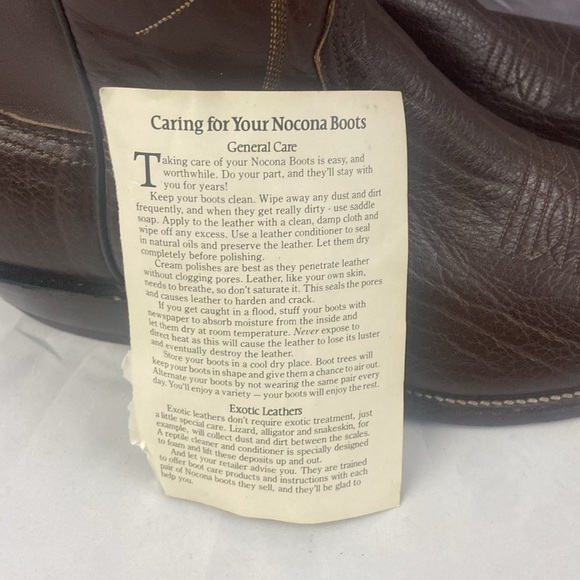 Caring for Your Nocona Boots
General Care
Taking care of your Nocona Boots is easy, and
worthwhile. Do your part, and they'll stay with
you for years!
Keep your boots clean. Wipe away any dust and dirt
frequently, and when they get really dirty - use saddle
soap. Apply to the leather with a clean, damp cloth and
wipe off any excess. Use a leather conditioner to seal
in natural oils and preserve the leather. Let them dry
completely before polishing.
Cream polishes are best as they penetrate leather
without clogging pores. Leather, like your own skin,
needs to breathe, so don't saturate it. This seals the pores
and causes leather to harden and crack.
If you get caught in a flood, stuff your boots with
newspaper to absorb moisture from the inside and
let them dry at room temperature. Never expose to
direct heat as this will cause the leather to lose its luster
and eventually destroy the leather.
Store your boots in a cool dry place. Boot trees will
keep your boots in shape and give them a chance to air out.
Alternate your boots by not wearing the same pair every
day. You'll enjoy a variety — your boots will enjoy the rest.
Exotic Leathers
Exotic leathers don't require exotic treatment, just
a little special care. Lizard, alligator and snakeskin, for
example, will collect dust and dirt between the scales.
A reptile cleaner and conditioner is specially designed
to foam and lift these deposits up and out.
And let your retailer advise you. They are trained
to offer boot care products and instructions with each
pair of Nocona boots they sell, and they'll be glad to
help you.